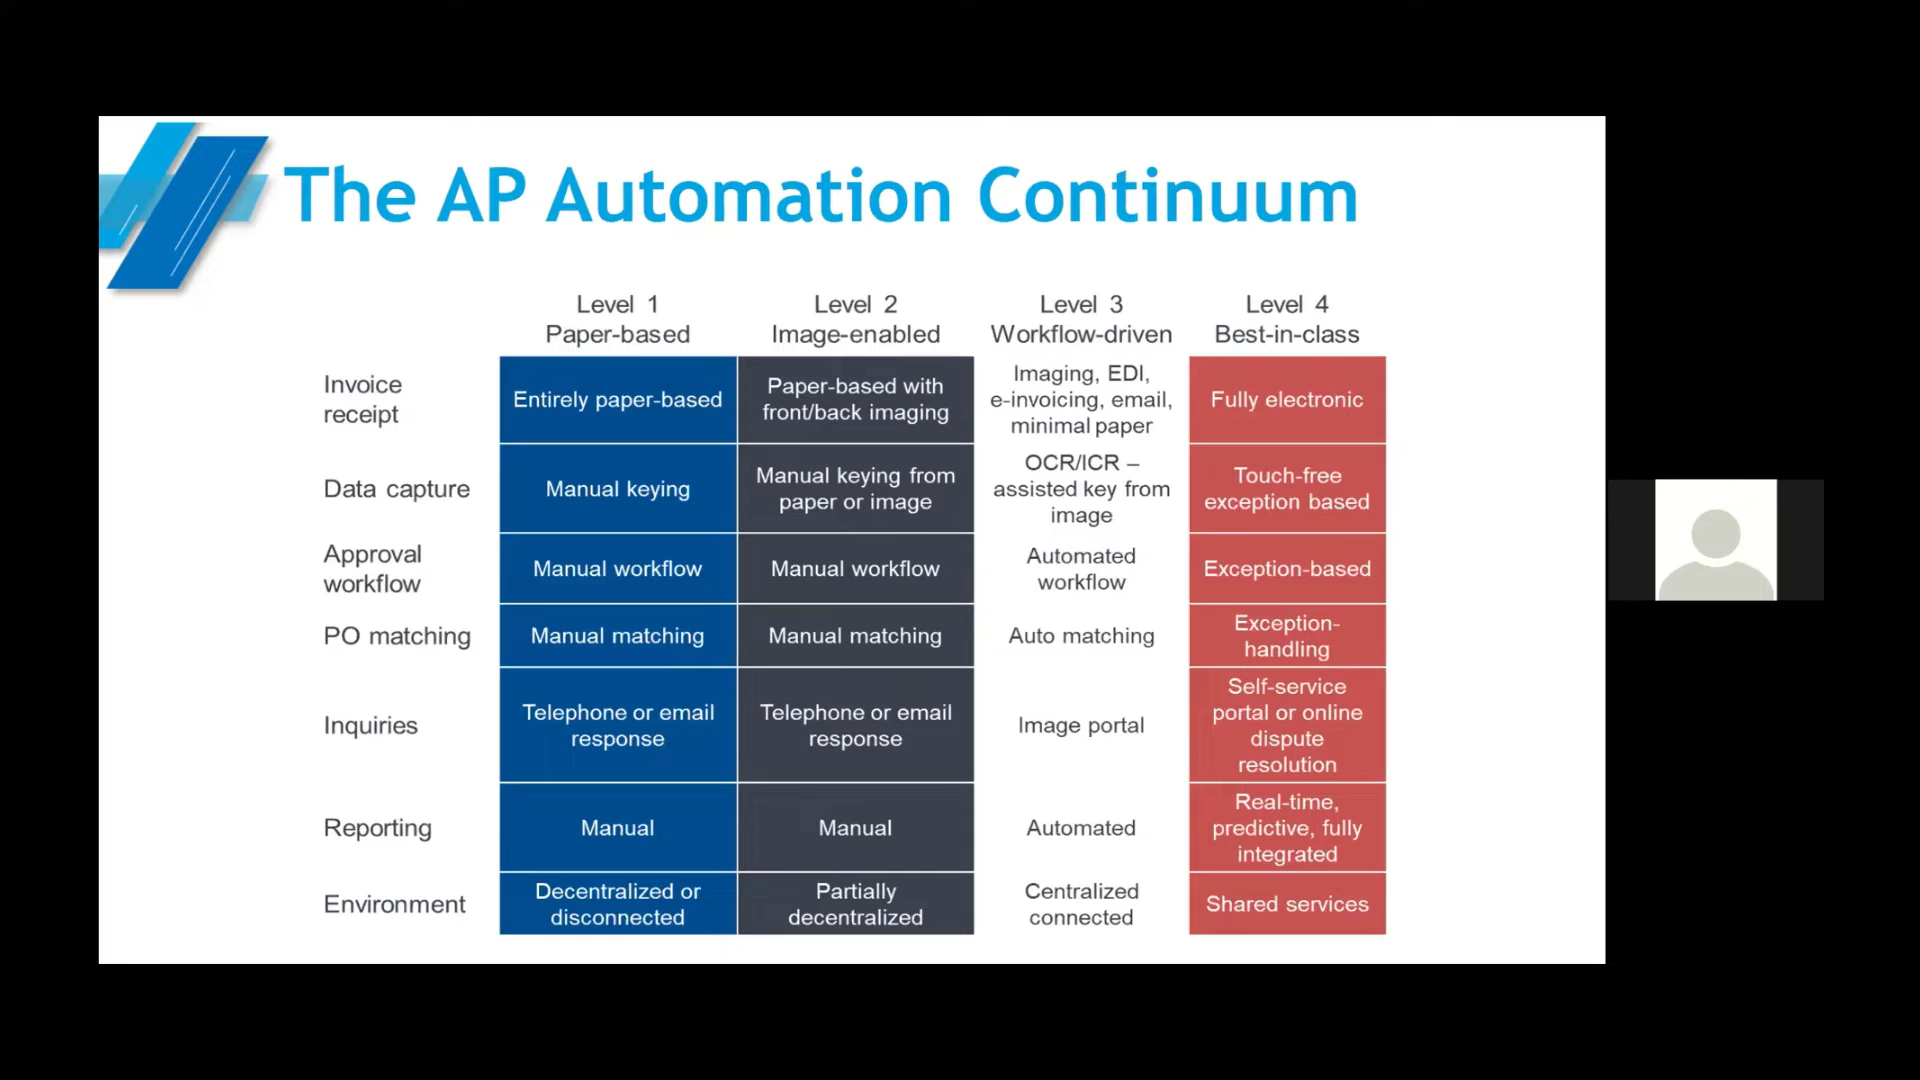 The AP Automation Continuum
Level 1
Paper-based
Level 2
Image-enabled
Level 3
Workflow-driven
Level 4
Best-in-class
Invoice
receipt
Entirely paper-based
Paper-based with
front/back imaging
Imaging, EDI,
e-invoicing, email,
minimal paper
Fully electronic
Data capture
Manual keying
Manual keying from
paper or image
OCR/ICR –
assisted key from
image
Touch-free
exception based
Approval
workflow
Manual workflow
Manual workflow
Automated
workflow
Exception-based
PO matching
Manual matching
Manual matching
Auto matching
Exception-
handling
Inquiries
Telephone or email
response
Telephone or email
response
Image portal
Self-service
portal or online
dispute
resolution
Reporting
Manual
Manual
Automated
Real-time,
predictive, fully
integrated
Environment
Decentralized or
disconnected
Partially
decentralized
Centralized
connected
Shared services